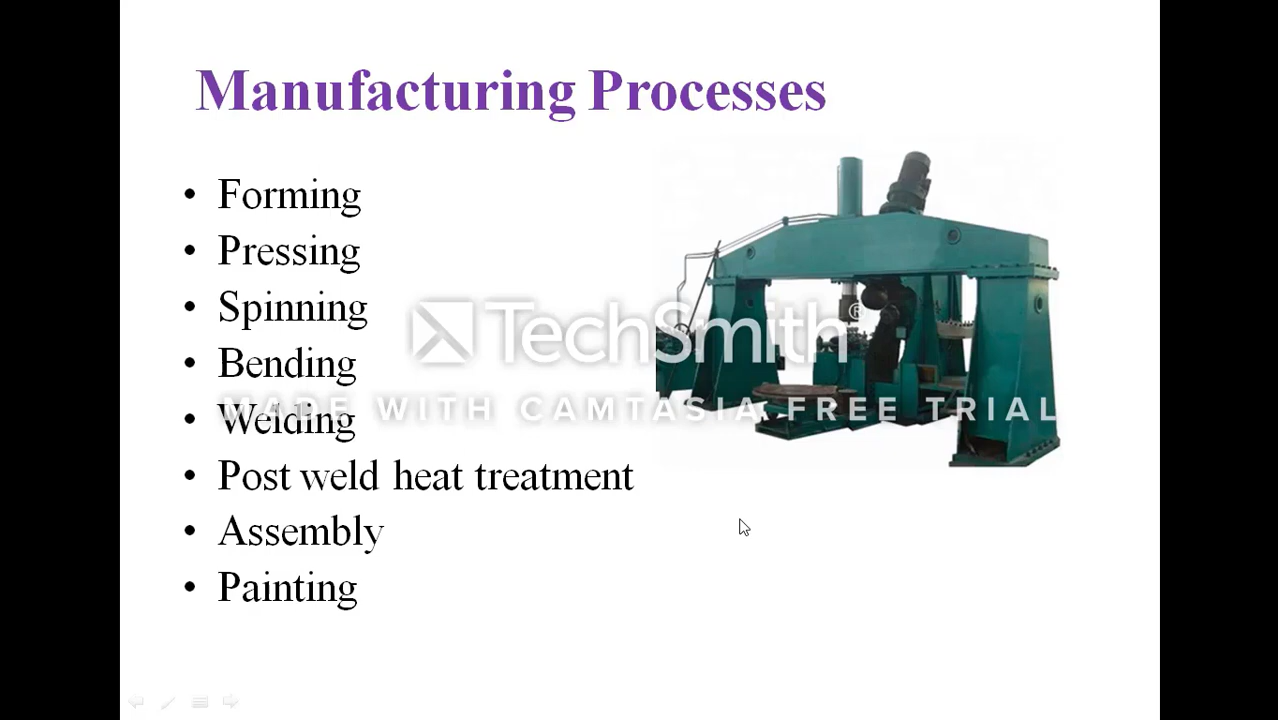 Manufacturing Processes
• Forming
• Pressing
• Spinning
• Bending
• Welding
• Post weld heat treatment
• Assembly
• Painting
TechSmith®
MADE WITH CAMTASIA FREE TRIAL